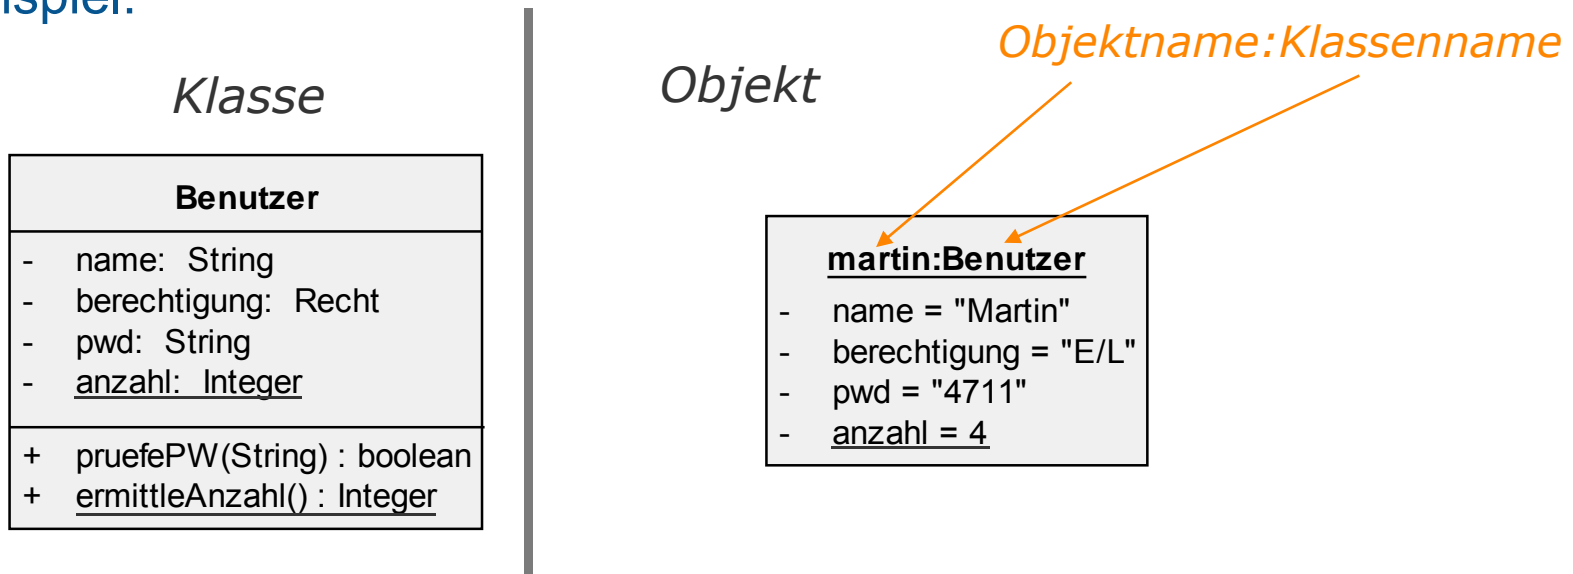 Klasse
Benutzer
- name: String
- berechtigung: Recht
- pwd: String
- anzahl: Integer
+ pruefePW(String) : boolean
+ ermittleAnzahl() : Integer
Objekt
Objektname:Klassenname
martin:Benutzer
- name = "Martin"
- berechtigung = "E/L"
- pwd = "4711"
- anzahl = 4